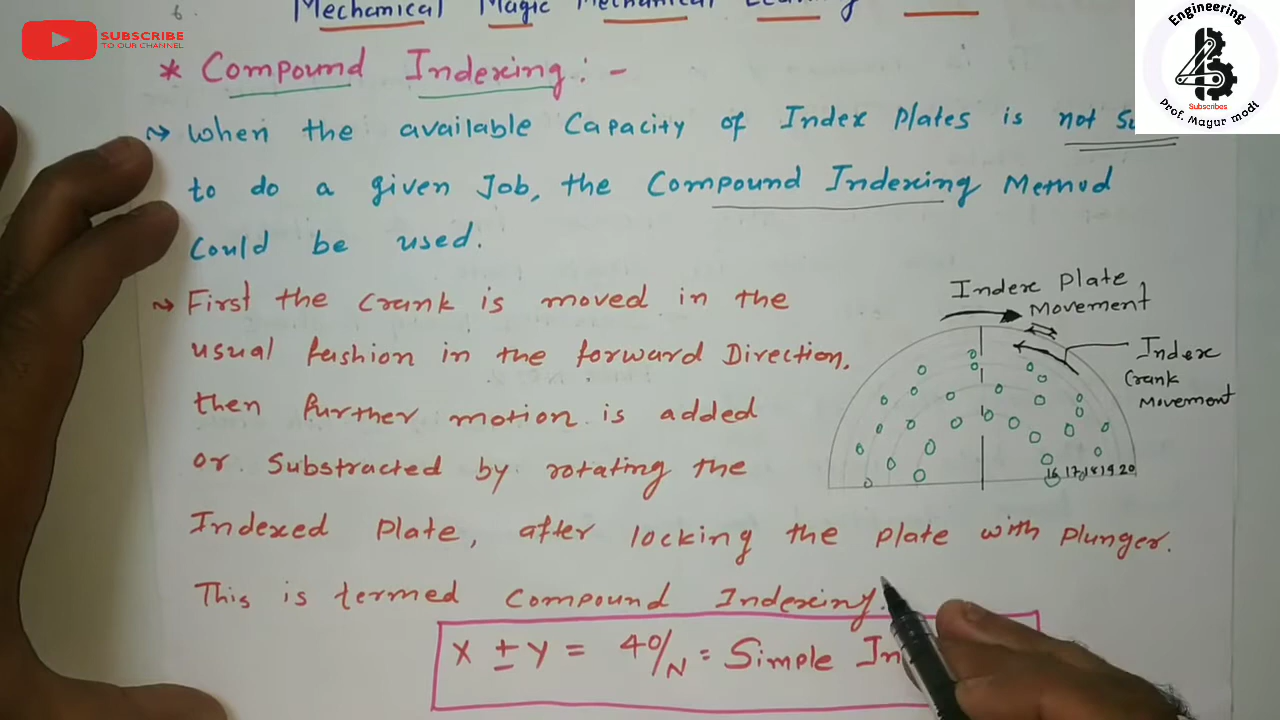 6
Mechanical Magic Mechanical Learning
SUBSCRIBE
TO OUR CHANNEL
Engineering
Subscribes
Prof. Mayur modi
* Compound Indexing : -
~> When the available Capacity of Index Plates is not
to do a given Job, the Compound Indexing Method
Could be used.
~> First the crank is moved in the
usual fashion in the forward Direction,
then further motion is added
or Substracted by rotating the
Indexed Plate, after locking the plate with plunger.
This is termed Compound Indexing.
Index Plate
Movement
Index
Crank
Movement
16 17 18 19 20
X ± Y = 40/N = Simple In